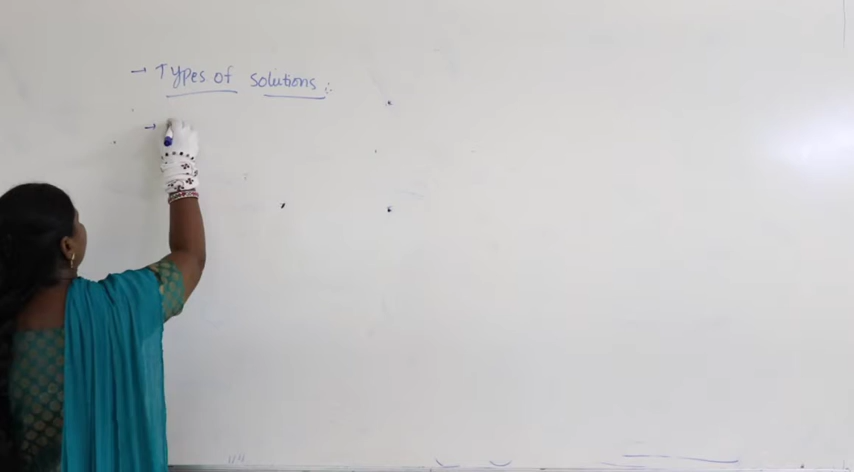 → Types of Solutions :-
→